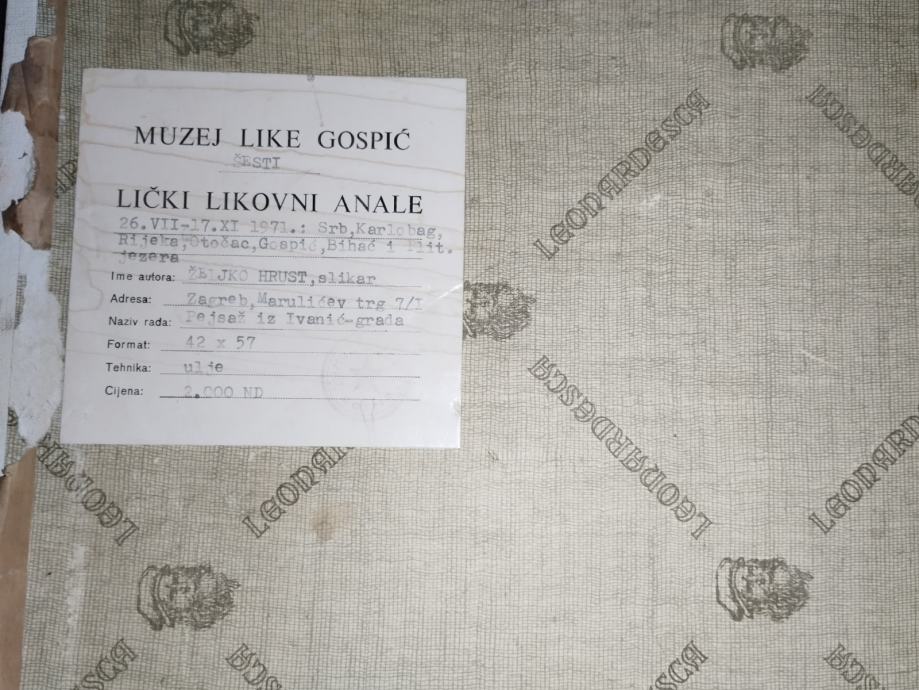 MUZEJ LIKE GOSPIĆ
ŠESTI
LIČKI LIKOVNI ANALE
26.VII-17.XI 1971.: Srb,Karlobag,
Rijeka,Otočac,Gospić,Bihać i Plit.
jezera
Ime autora: ŽELJKO HRUST,slikar
Adresa: Zagreb,Marulićev trg 7/I
Naziv rada: Pejsaž iz Ivanić-grada
Format: 42 x 57
Tehnika: ulje
Cijena: 2.000 ND
LEONARDESCA
LEONARDESCA
LEONARDESCA
LEONARDESCA
LEONARDESCA